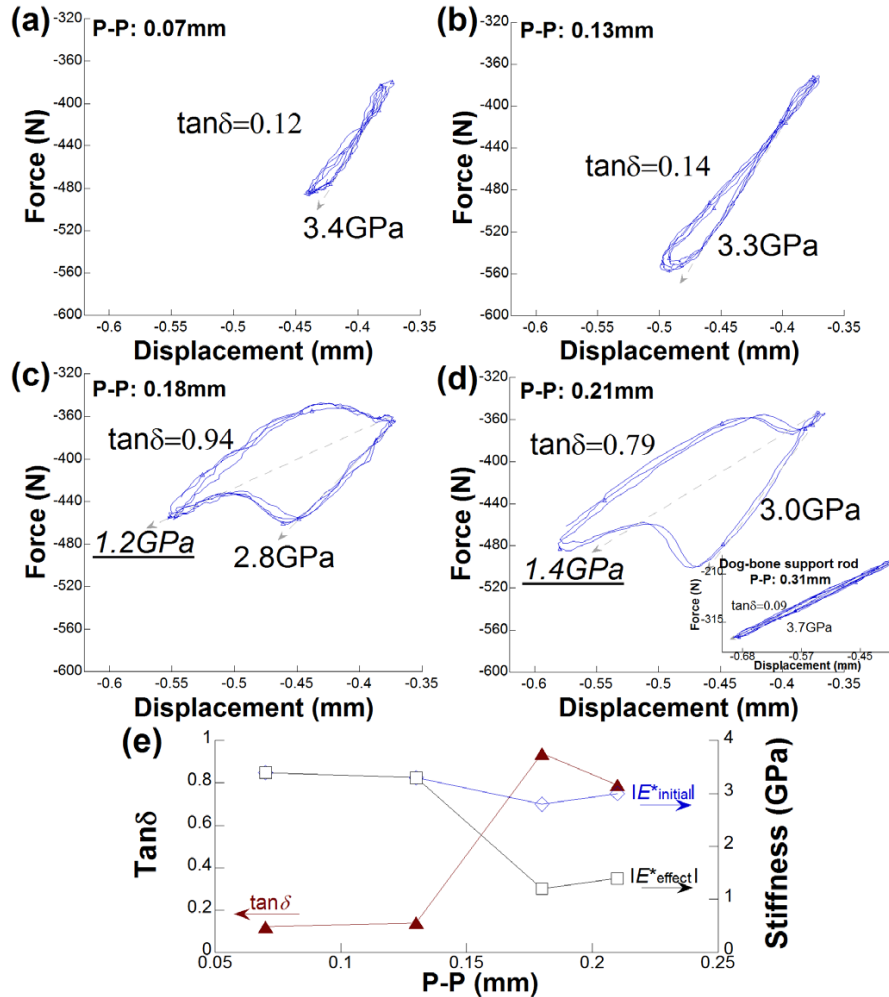 (a)
P-P: 0.07mm
-320
-360
-400
-440
-480
-520
-560
-600
Force (N)
tanδ=0.12
3.4GPa
-0.6
-0.55
-0.5
-0.45
-0.4
-0.35
Displacement (mm)
(b)
P-P: 0.13mm
-320
-360
-400
-440
-480
-520
-560
-600
Force (N)
tanδ=0.14
3.3GPa
-0.6
-0.55
-0.5
-0.45
-0.4
-0.35
Displacement (mm)
(c)
P-P: 0.18mm
-320
-360
-400
-440
-480
-520
-560
-600
Force (N)
tanδ=0.94
1.2GPa
2.8GPa
-0.6
-0.55
-0.5
-0.45
-0.4
-0.35
Displacement (mm)
(d)
P-P: 0.21mm
-320
-360
-400
-440
-480
-520
-560
-600
Force (N)
tanδ=0.79
3.0GPa
1.4GPa
-0.6
-0.55
-0.5
-0.45
-0.4
-0.35
Displacement (mm)
Dog-bone support rod
P-P: 0.31mm
-210
-315
Force (N)
tanδ=0.09
3.7GPa
-0.68
-0.57
-0.45
Displacement (mm)
(e)
1
0.8
0.6
0.4
0.2
0
Tanδ
tanδ
|E*initial|
|E*effect|
4
3
2
1
0
Stiffness (GPa)
0.05
0.1
0.15
0.2
0.25
P-P (mm)